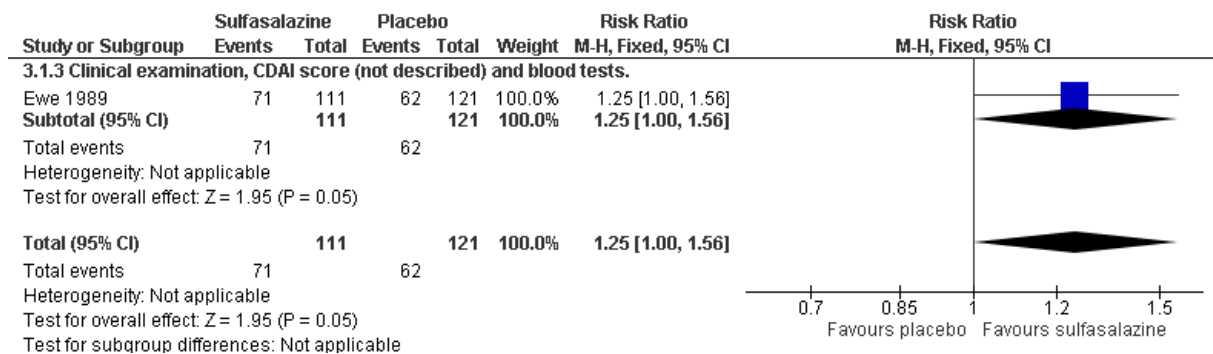 Sulfasalazine Placebo Risk Ratio Risk Ratio
Study or Subgroup Events Total Events Total Weight M-H, Fixed, 95% CI M-H, Fixed, 95% CI
3.1.3 Clinical examination, CDAI score (not described) and blood tests.
Ewe 1989 71 111 62 121 100.0% 1.25 [1.00, 1.56]
Subtotal (95% CI) 111 121 100.0% 1.25 [1.00, 1.56]
Total events 71 62
Heterogeneity: Not applicable
Test for overall effect: Z = 1.95 (P = 0.05)
Total (95% CI) 111 121 100.0% 1.25 [1.00, 1.56]
Total events 71 62
Heterogeneity: Not applicable
Test for overall effect: Z = 1.95 (P = 0.05)
Test for subgroup differences: Not applicable
0.7 0.85 1 1.2 1.5
Favours placebo Favours sulfasalazine